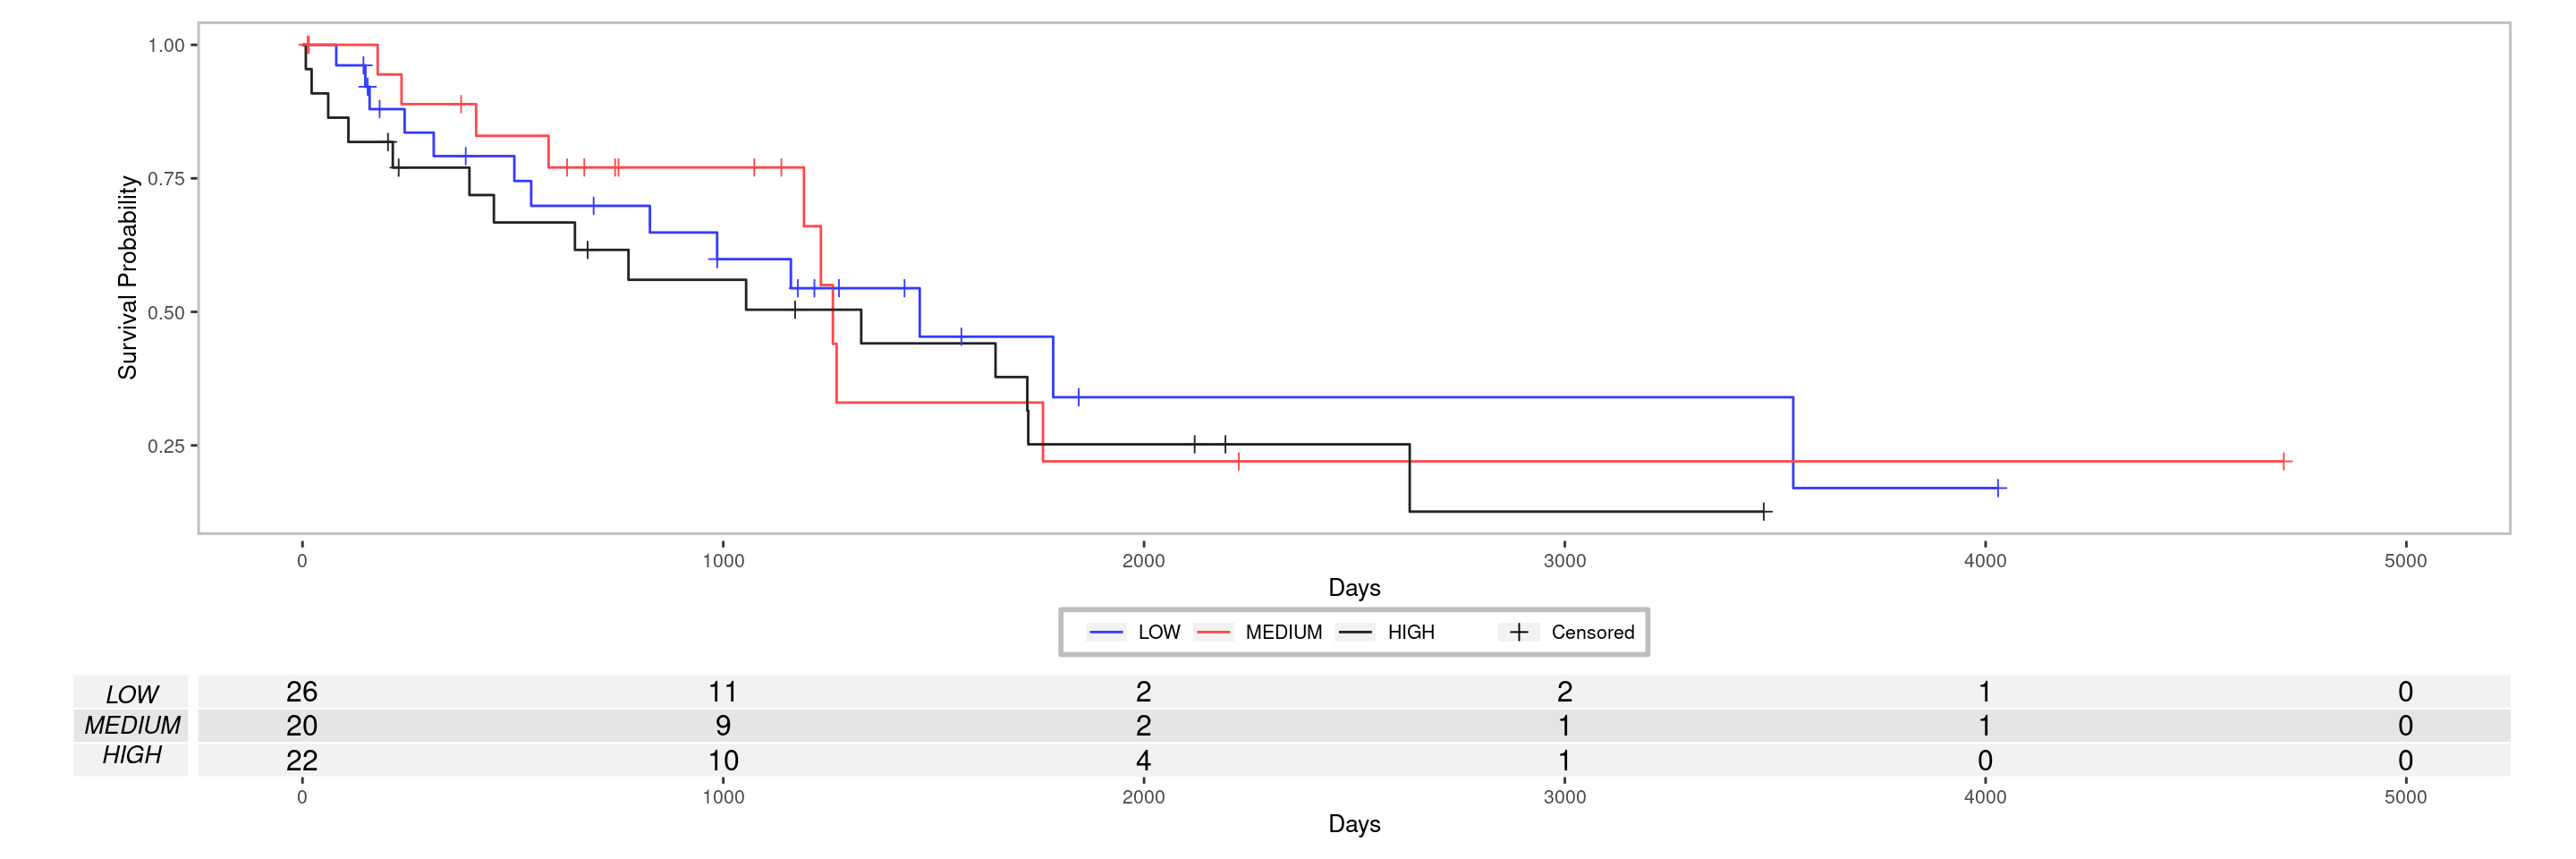 1.00
0.75
0.50
0.25
Survival Probability
0 1000 2000 3000 4000 5000
Days
LOW MEDIUM HIGH Censored
LOW 26 11 2 2 1 0
MEDIUM 20 9 2 1 1 0
HIGH 22 10 4 1 0 0
0 1000 2000 3000 4000 5000
Days